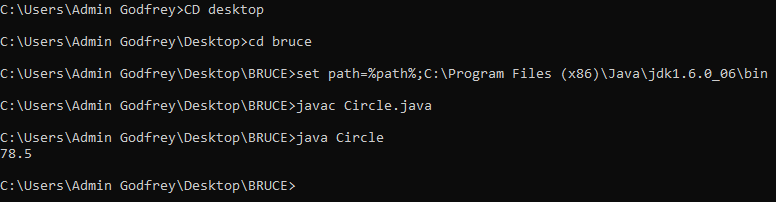 C:\Users\Admin Godfrey>CD desktop
C:\Users\Admin Godfrey\Desktop>cd bruce
C:\Users\Admin Godfrey\Desktop\BRUCE>set path=%path%;C:\Program Files (x86)\Java\jdk1.6.0_06\bin
C:\Users\Admin Godfrey\Desktop\BRUCE>javac Circle.java
C:\Users\Admin Godfrey\Desktop\BRUCE>java Circle
78.5
C:\Users\Admin Godfrey\Desktop\BRUCE>